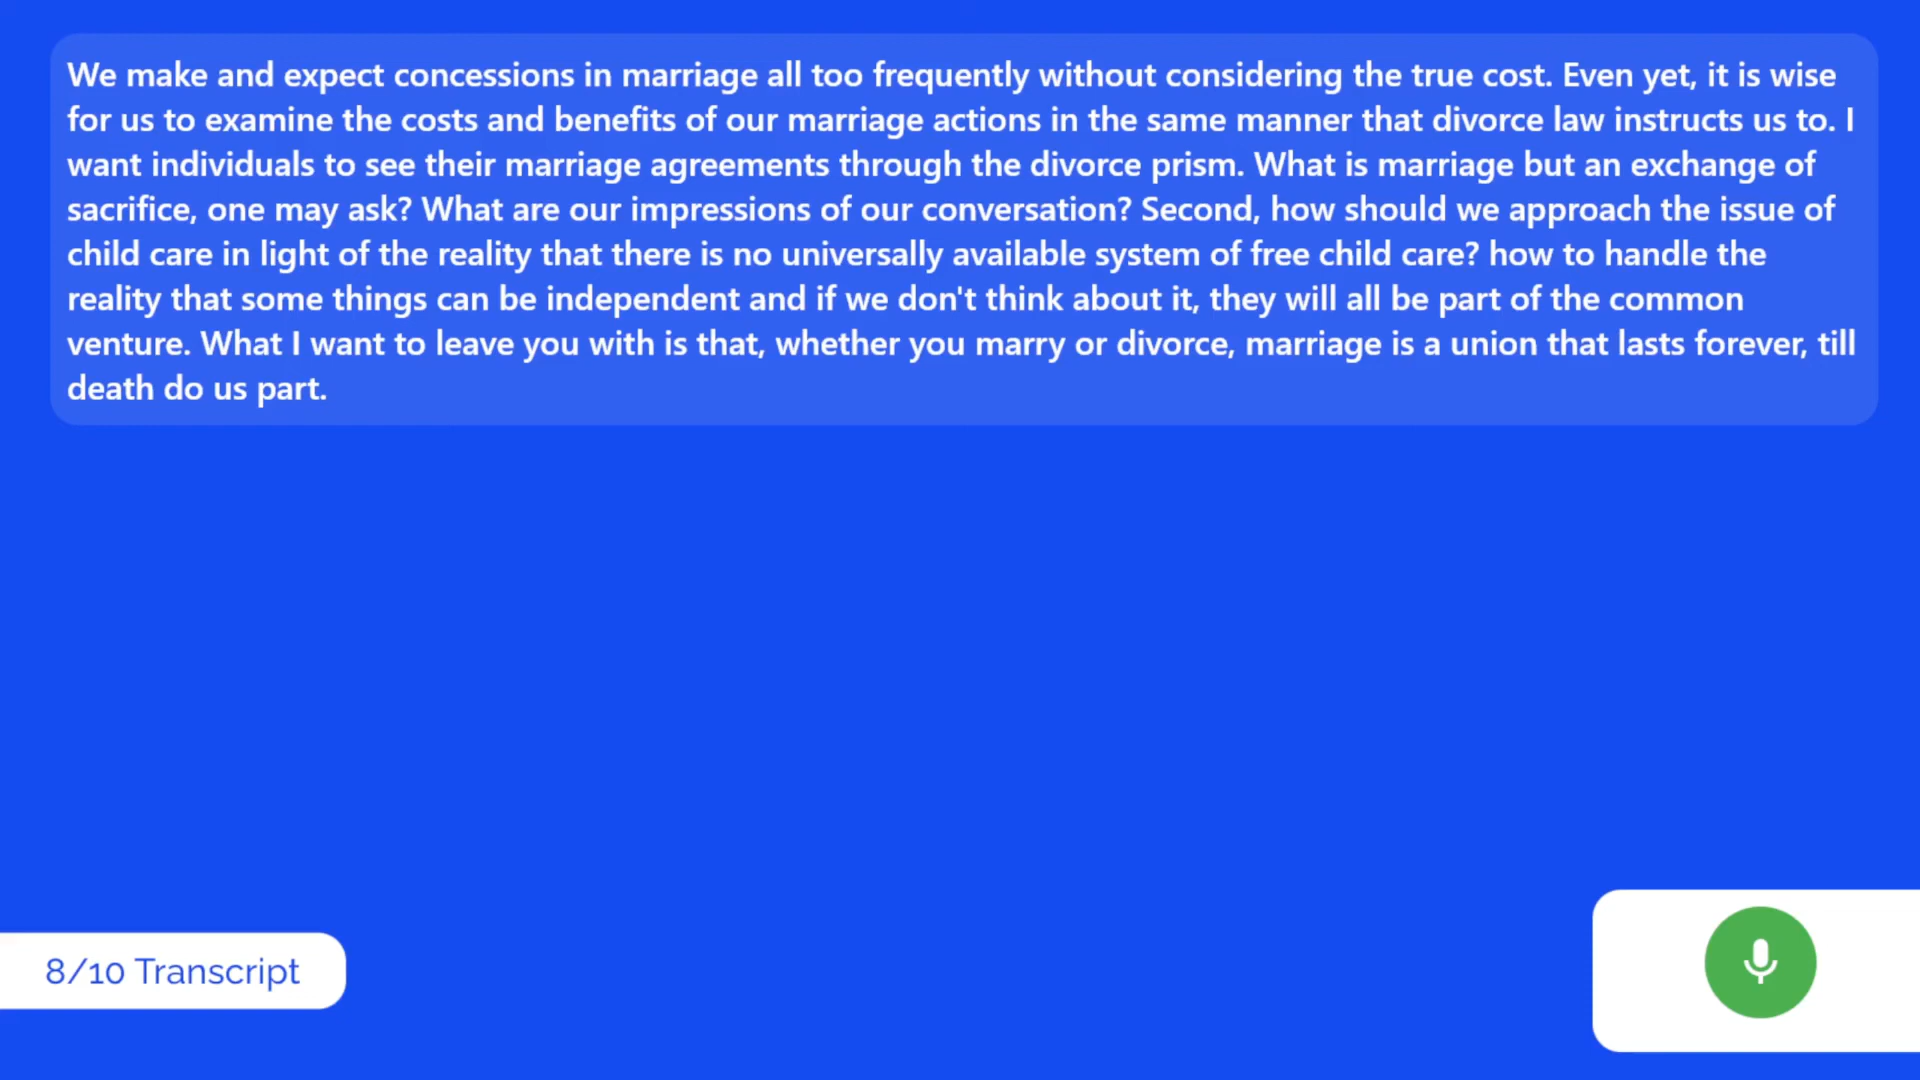 We make and expect concessions in marriage all too frequently without considering the true cost. Even yet, it is wise
for us to examine the costs and benefits of our marriage actions in the same manner that divorce law instructs us to. I
want individuals to see their marriage agreements through the divorce prism. What is marriage but an exchange of
sacrifice, one may ask? What are our impressions of our conversation? Second, how should we approach the issue of
child care in light of the reality that there is no universally available system of free child care? how to handle the
reality that some things can be independent and if we don't think about it, they will all be part of the common
venture. What I want to leave you with is that, whether you marry or divorce, marriage is a union that lasts forever, till
death do us part.
8/10 Transcript